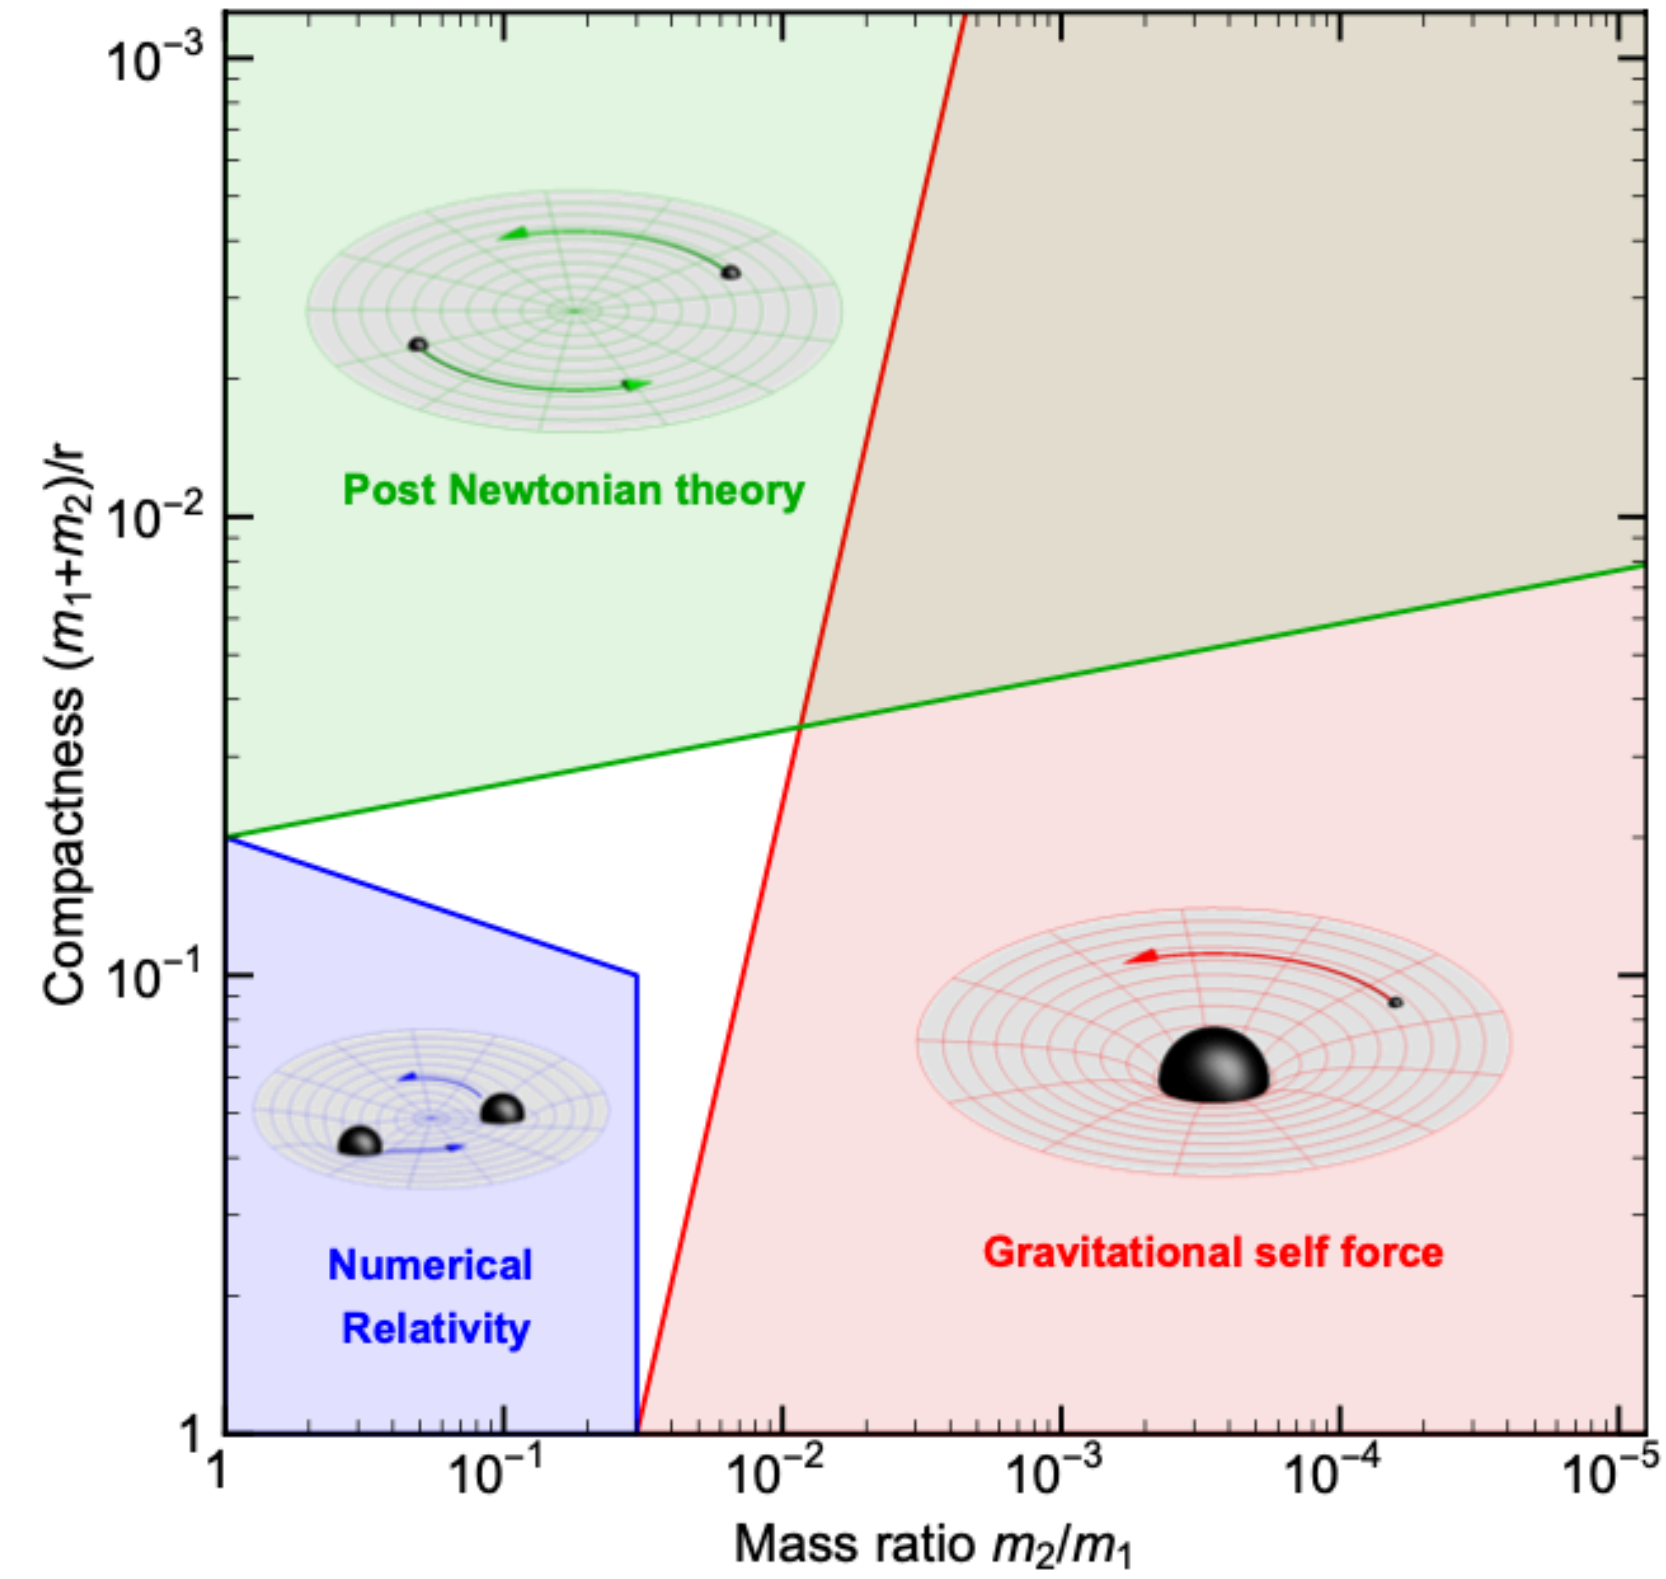 10⁻³
Post Newtonian theory
10⁻²
Compactness (m₁+m₂)/r
10⁻¹
Numerical
Relativity
Gravitational self force
1
1
10⁻¹
10⁻²
10⁻³
10⁻⁴
10⁻⁵
Mass ratio m₂/m₁